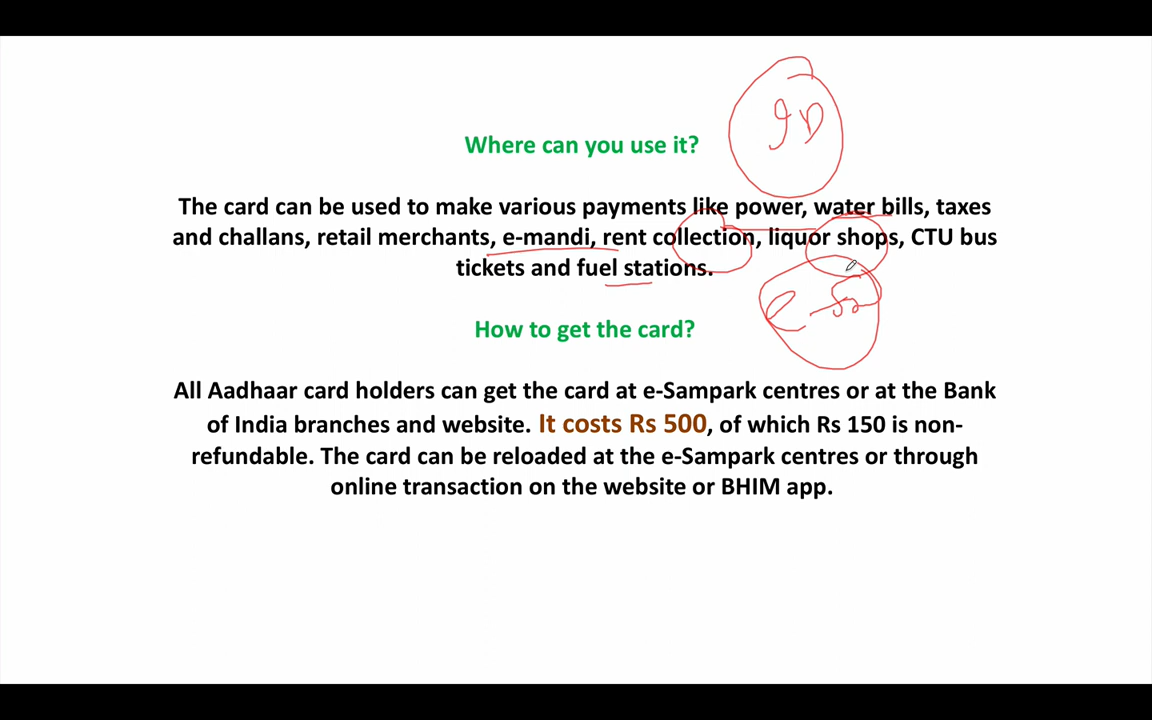 Where can you use it?
The card can be used to make various payments like power, water bills, taxes
and challans, retail merchants, e-mandi, rent collection, liquor shops, CTU bus
tickets and fuel stations.
How to get the card?
All Aadhaar card holders can get the card at e-Sampark centres or at the Bank
of India branches and website. It costs Rs 500, of which Rs 150 is non-
refundable. The card can be reloaded at the e-Sampark centres or through
online transaction on the website or BHIM app.